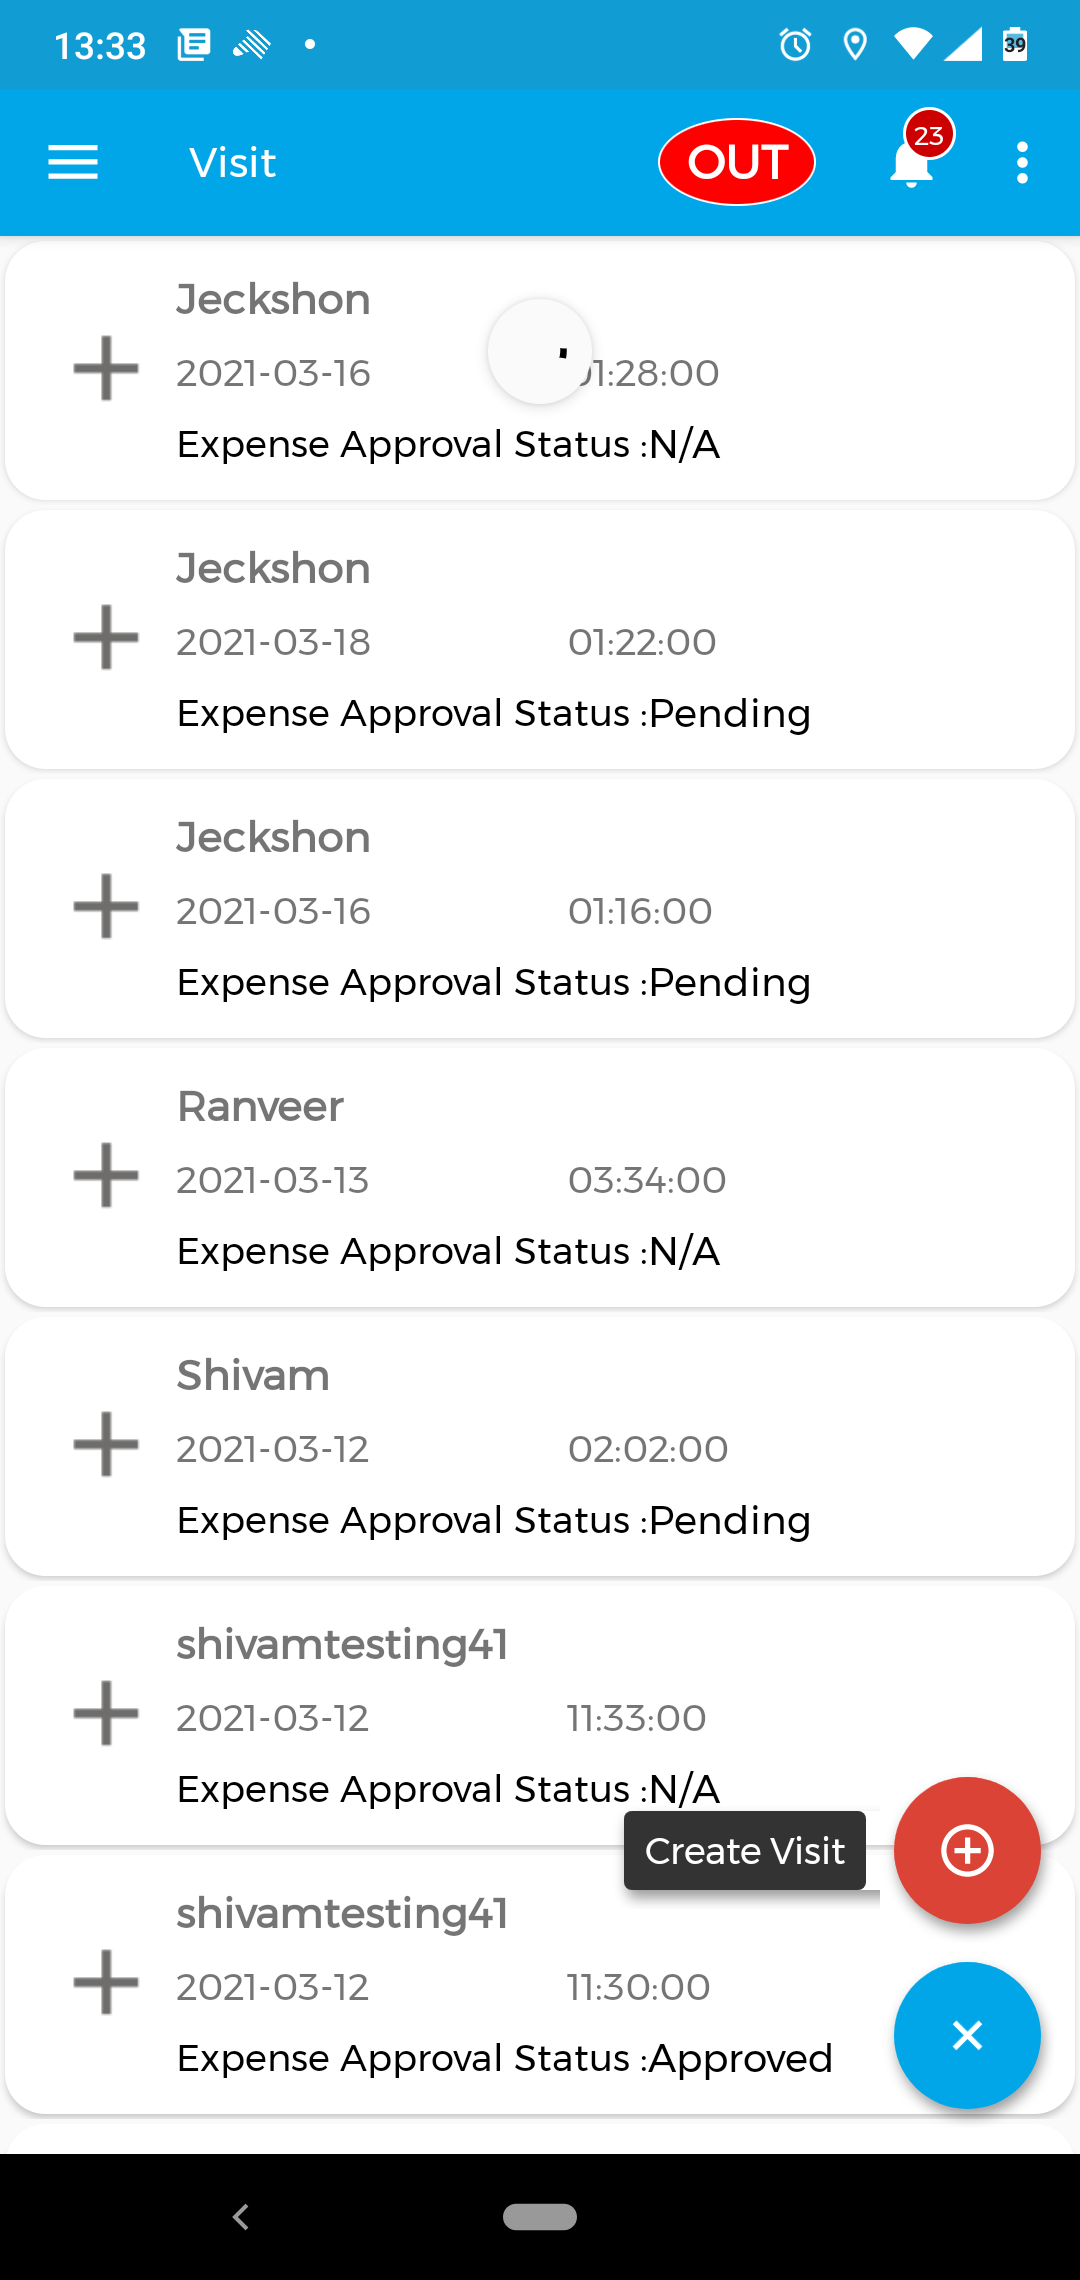 13:33 39
Visit OUT 23
Jeckshon
2021-03-16 1:28:00
Expense Approval Status :N/A
Jeckshon
2021-03-18 01:22:00
Expense Approval Status :Pending
Jeckshon
2021-03-16 01:16:00
Expense Approval Status :Pending
Ranveer
2021-03-13 03:34:00
Expense Approval Status :N/A
Shivam
2021-03-12 02:02:00
Expense Approval Status :Pending
shivamtesting41
2021-03-12 11:33:00
Expense Approval Status :N/A
Create Visit
shivamtesting41
2021-03-12 11:30:00
Expense Approval Status :Approved